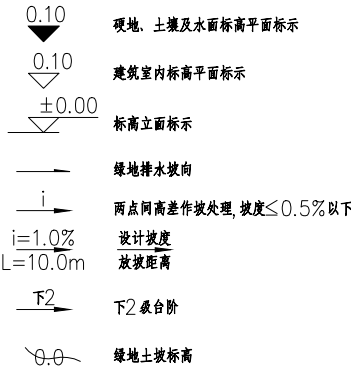 0.10 硬地、土壤及水面标高平面标示
0.10 建筑室内标高平面标示
±0.00 标高立面标示
绿地排水坡向
i 两点间高差作坡处理,坡度≤0.5%以下
i=1.0% 设计坡度
L=10.0m 放坡距离
下2 下2级台阶
0.0 绿地土坡标高